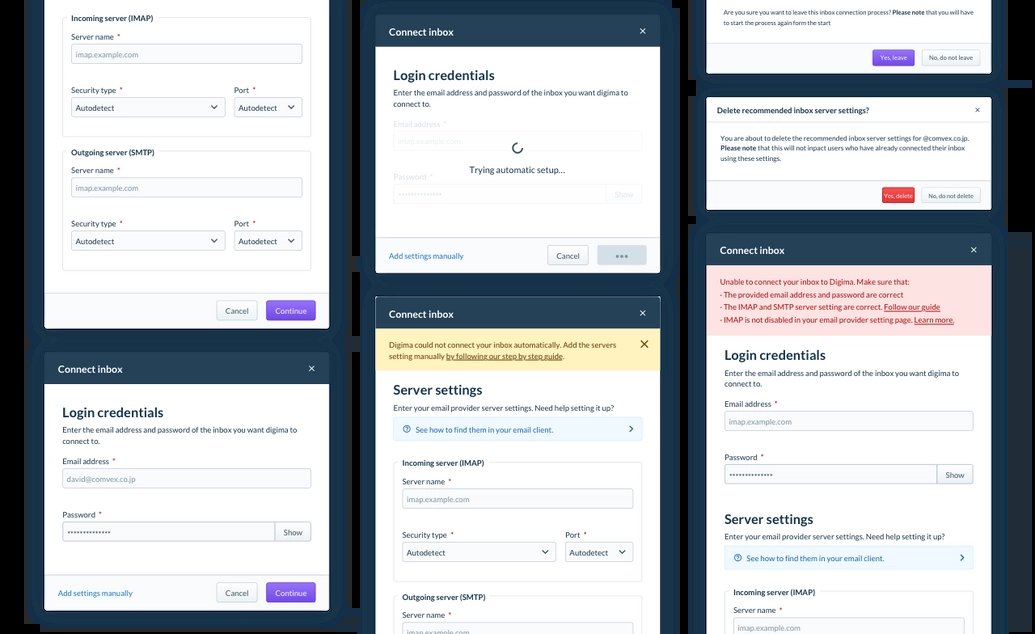 Incoming server (IMAP)
Server name *
imap.example.com
Security type *
Port *
Autodetect
Autodetect
Outgoing server (SMTP)
Server name *
imap.example.com
Security type *
Port *
Autodetect
Autodetect
Cancel
Continue
Connect inbox
Login credentials
Enter the email address and password of the inbox you want digima to
connect to.
Email address *
david@comvex.co.jp
Password *
••••••••••••••
Show
Add settings manually
Cancel
Continue
Connect inbox
Login credentials
Enter the email address and password of the inbox you want digima to
connect to.
Email address *
imap.example.com
Trying automatic setup...
Password *
••••••••••••••
Show
Add settings manually
Cancel
Connect inbox
Digima could not connect your inbox automatically. Add the servers
setting manually by following our step by step guide.
Server settings
Enter your email provider server settings. Need help setting it up?
See how to find them in your email client.
Incoming server (IMAP)
Server name *
imap.example.com
Security type *
Port *
Autodetect
Autodetect
Outgoing server (SMTP)
Server name *
imap.example.com
Are you sure you want to leave this inbox connection process? Please note that you will have
to start the process again form the start
Yes, leave
No, do not leave
Delete recommended inbox server settings?
You are about to delete the recommended inbox server settings for @comvex.co.jp.
Please note that this will not impact users who have already connected their inbox
using these settings.
Yes, delete
No, do not delete
Connect inbox
Unable to connect your inbox to Digima. Make sure that:
- The provided email address and password are correct
- The IMAP and SMTP server setting are correct. Follow our guide
- IMAP is not disabled in your email provider setting page. Learn more.
Login credentials
Enter the email address and password of the inbox you want digima to
connect to.
Email address *
imap.example.com
Password *
••••••••••••••
Show
Server settings
Enter your email provider server settings. Need help setting it up?
See how to find them in your email client.
Incoming server (IMAP)
Server name *
imap.example.com